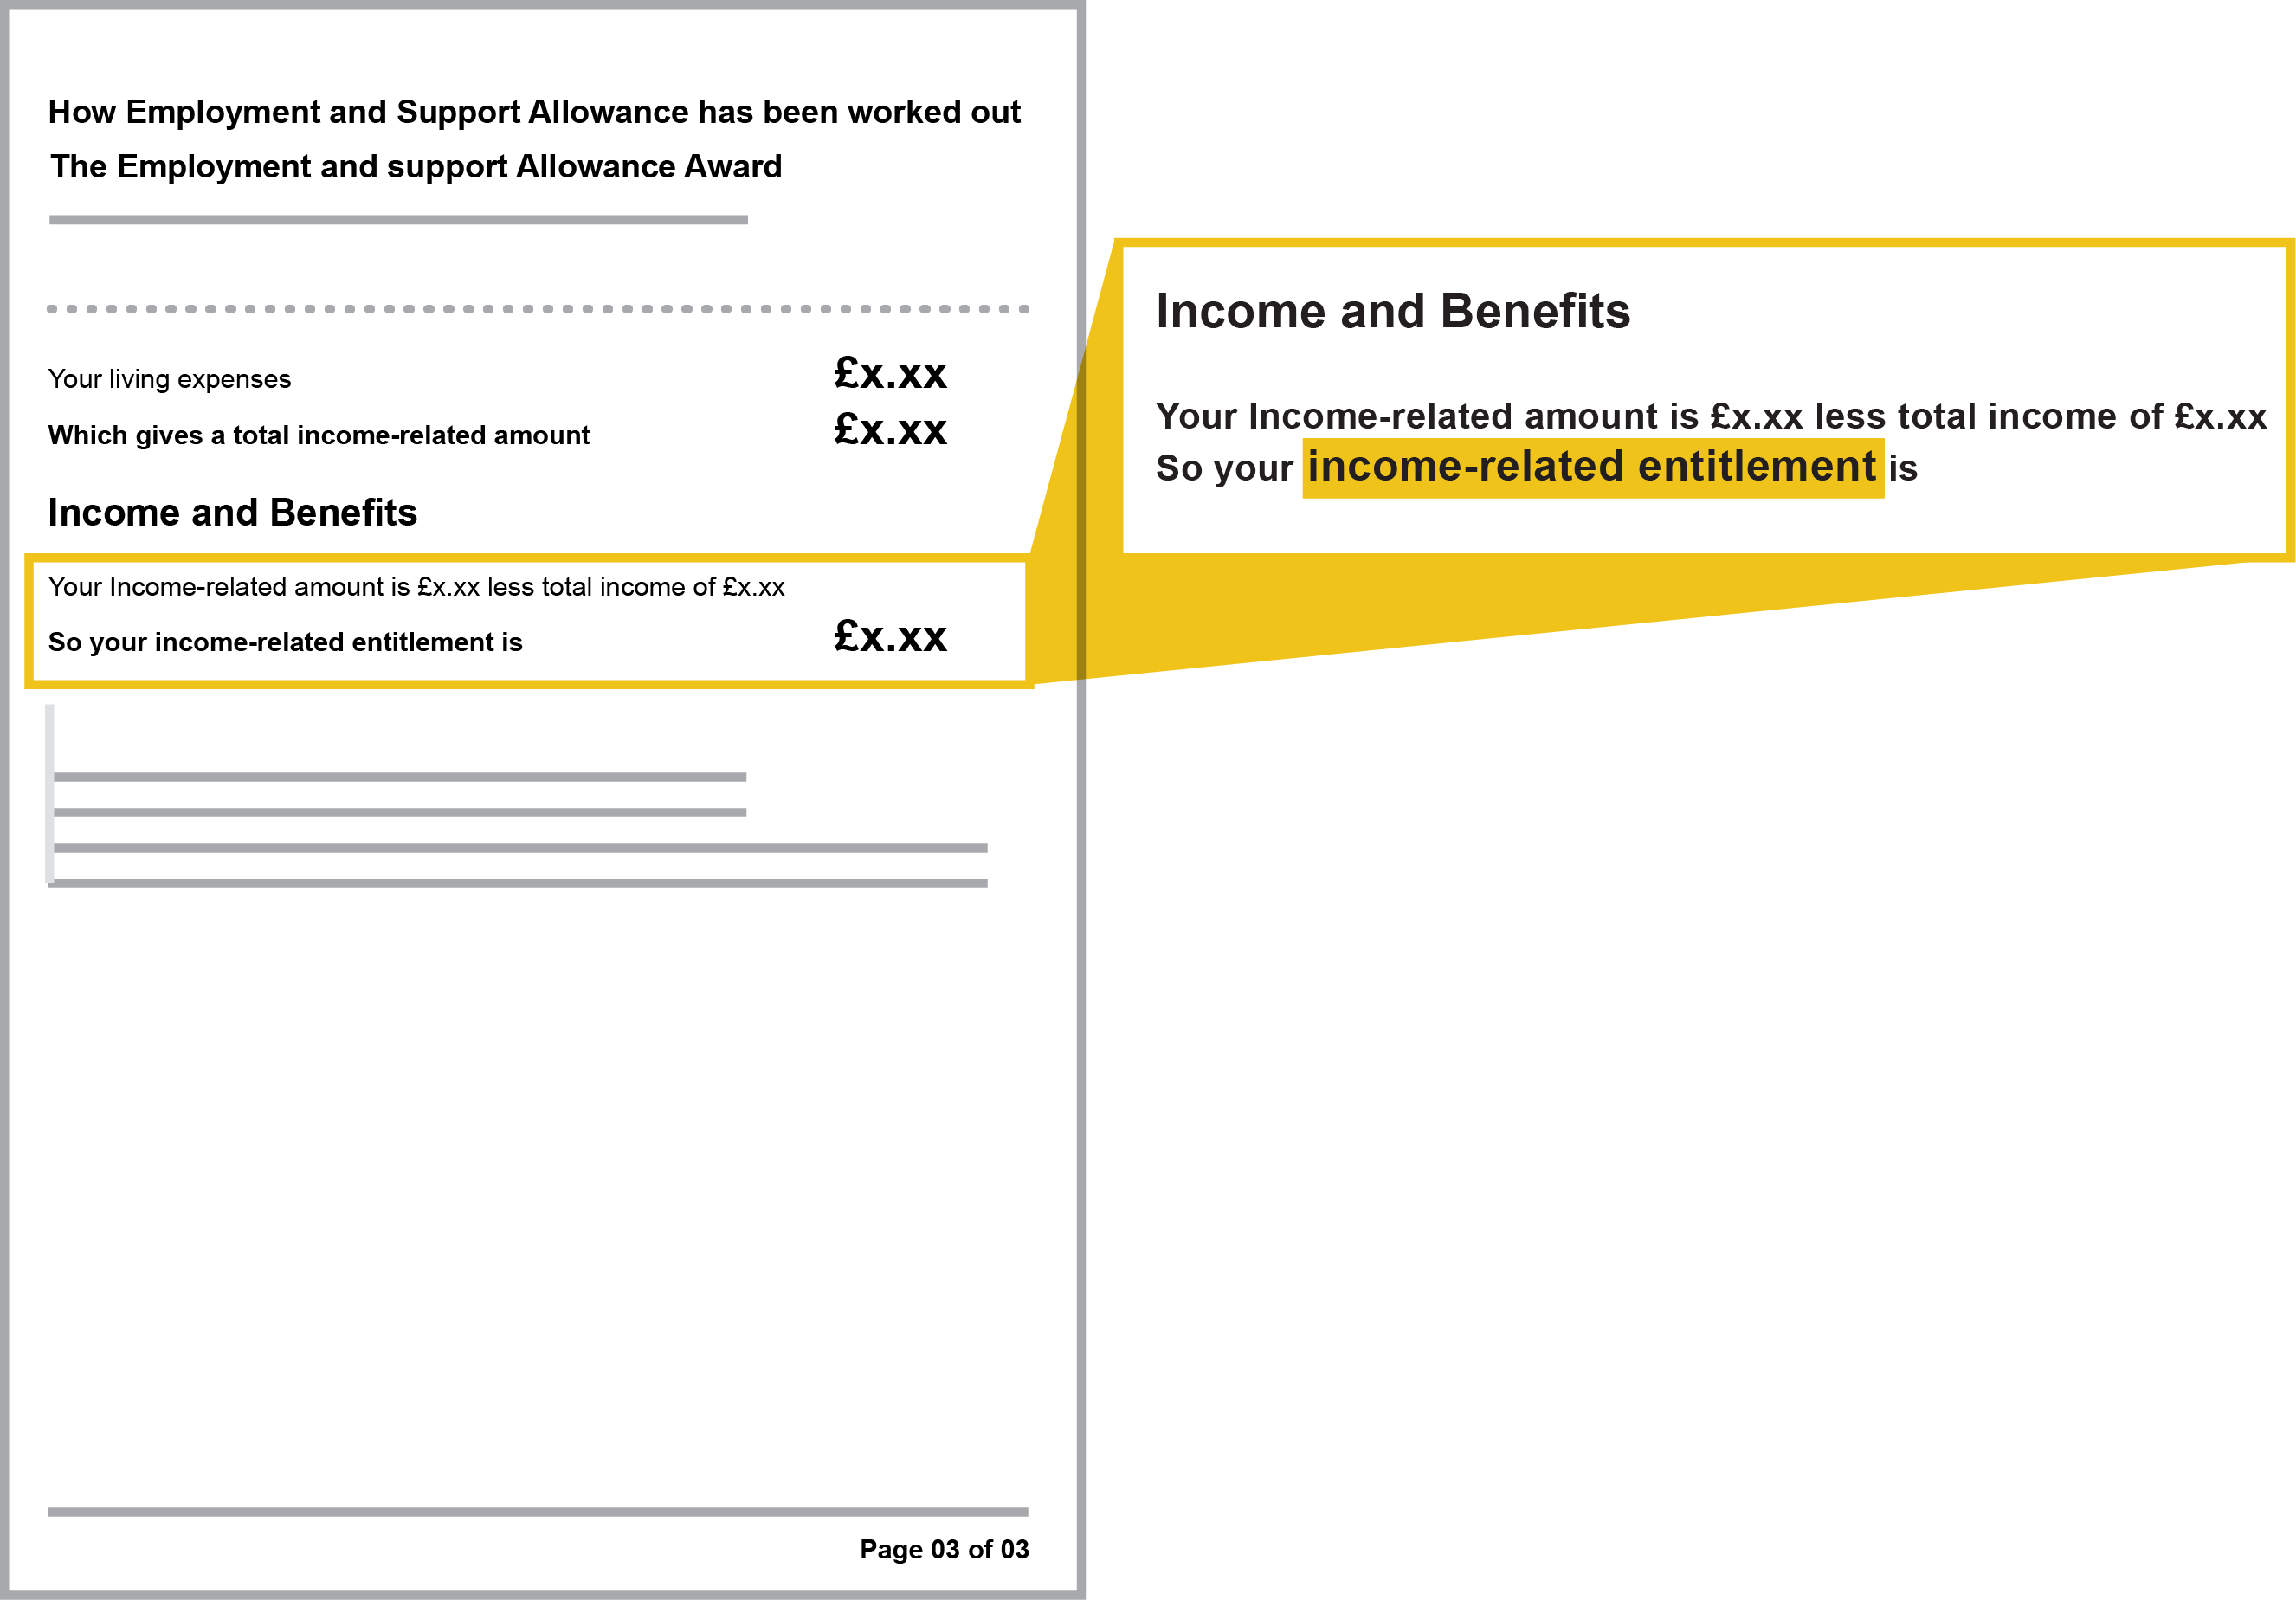 How Employment and Support Allowance has been worked out
The Employment and support Allowance Award
Your living expenses £x.xx
Which gives a total income-related amount £x.xx
Income and Benefits
Your Income-related amount is £x.xx less total income of £x.xx
So your income-related entitlement is £x.xx
Page 03 of 03
Income and Benefits
Your Income-related amount is £x.xx less total income of £x.xx
So your income-related entitlement is